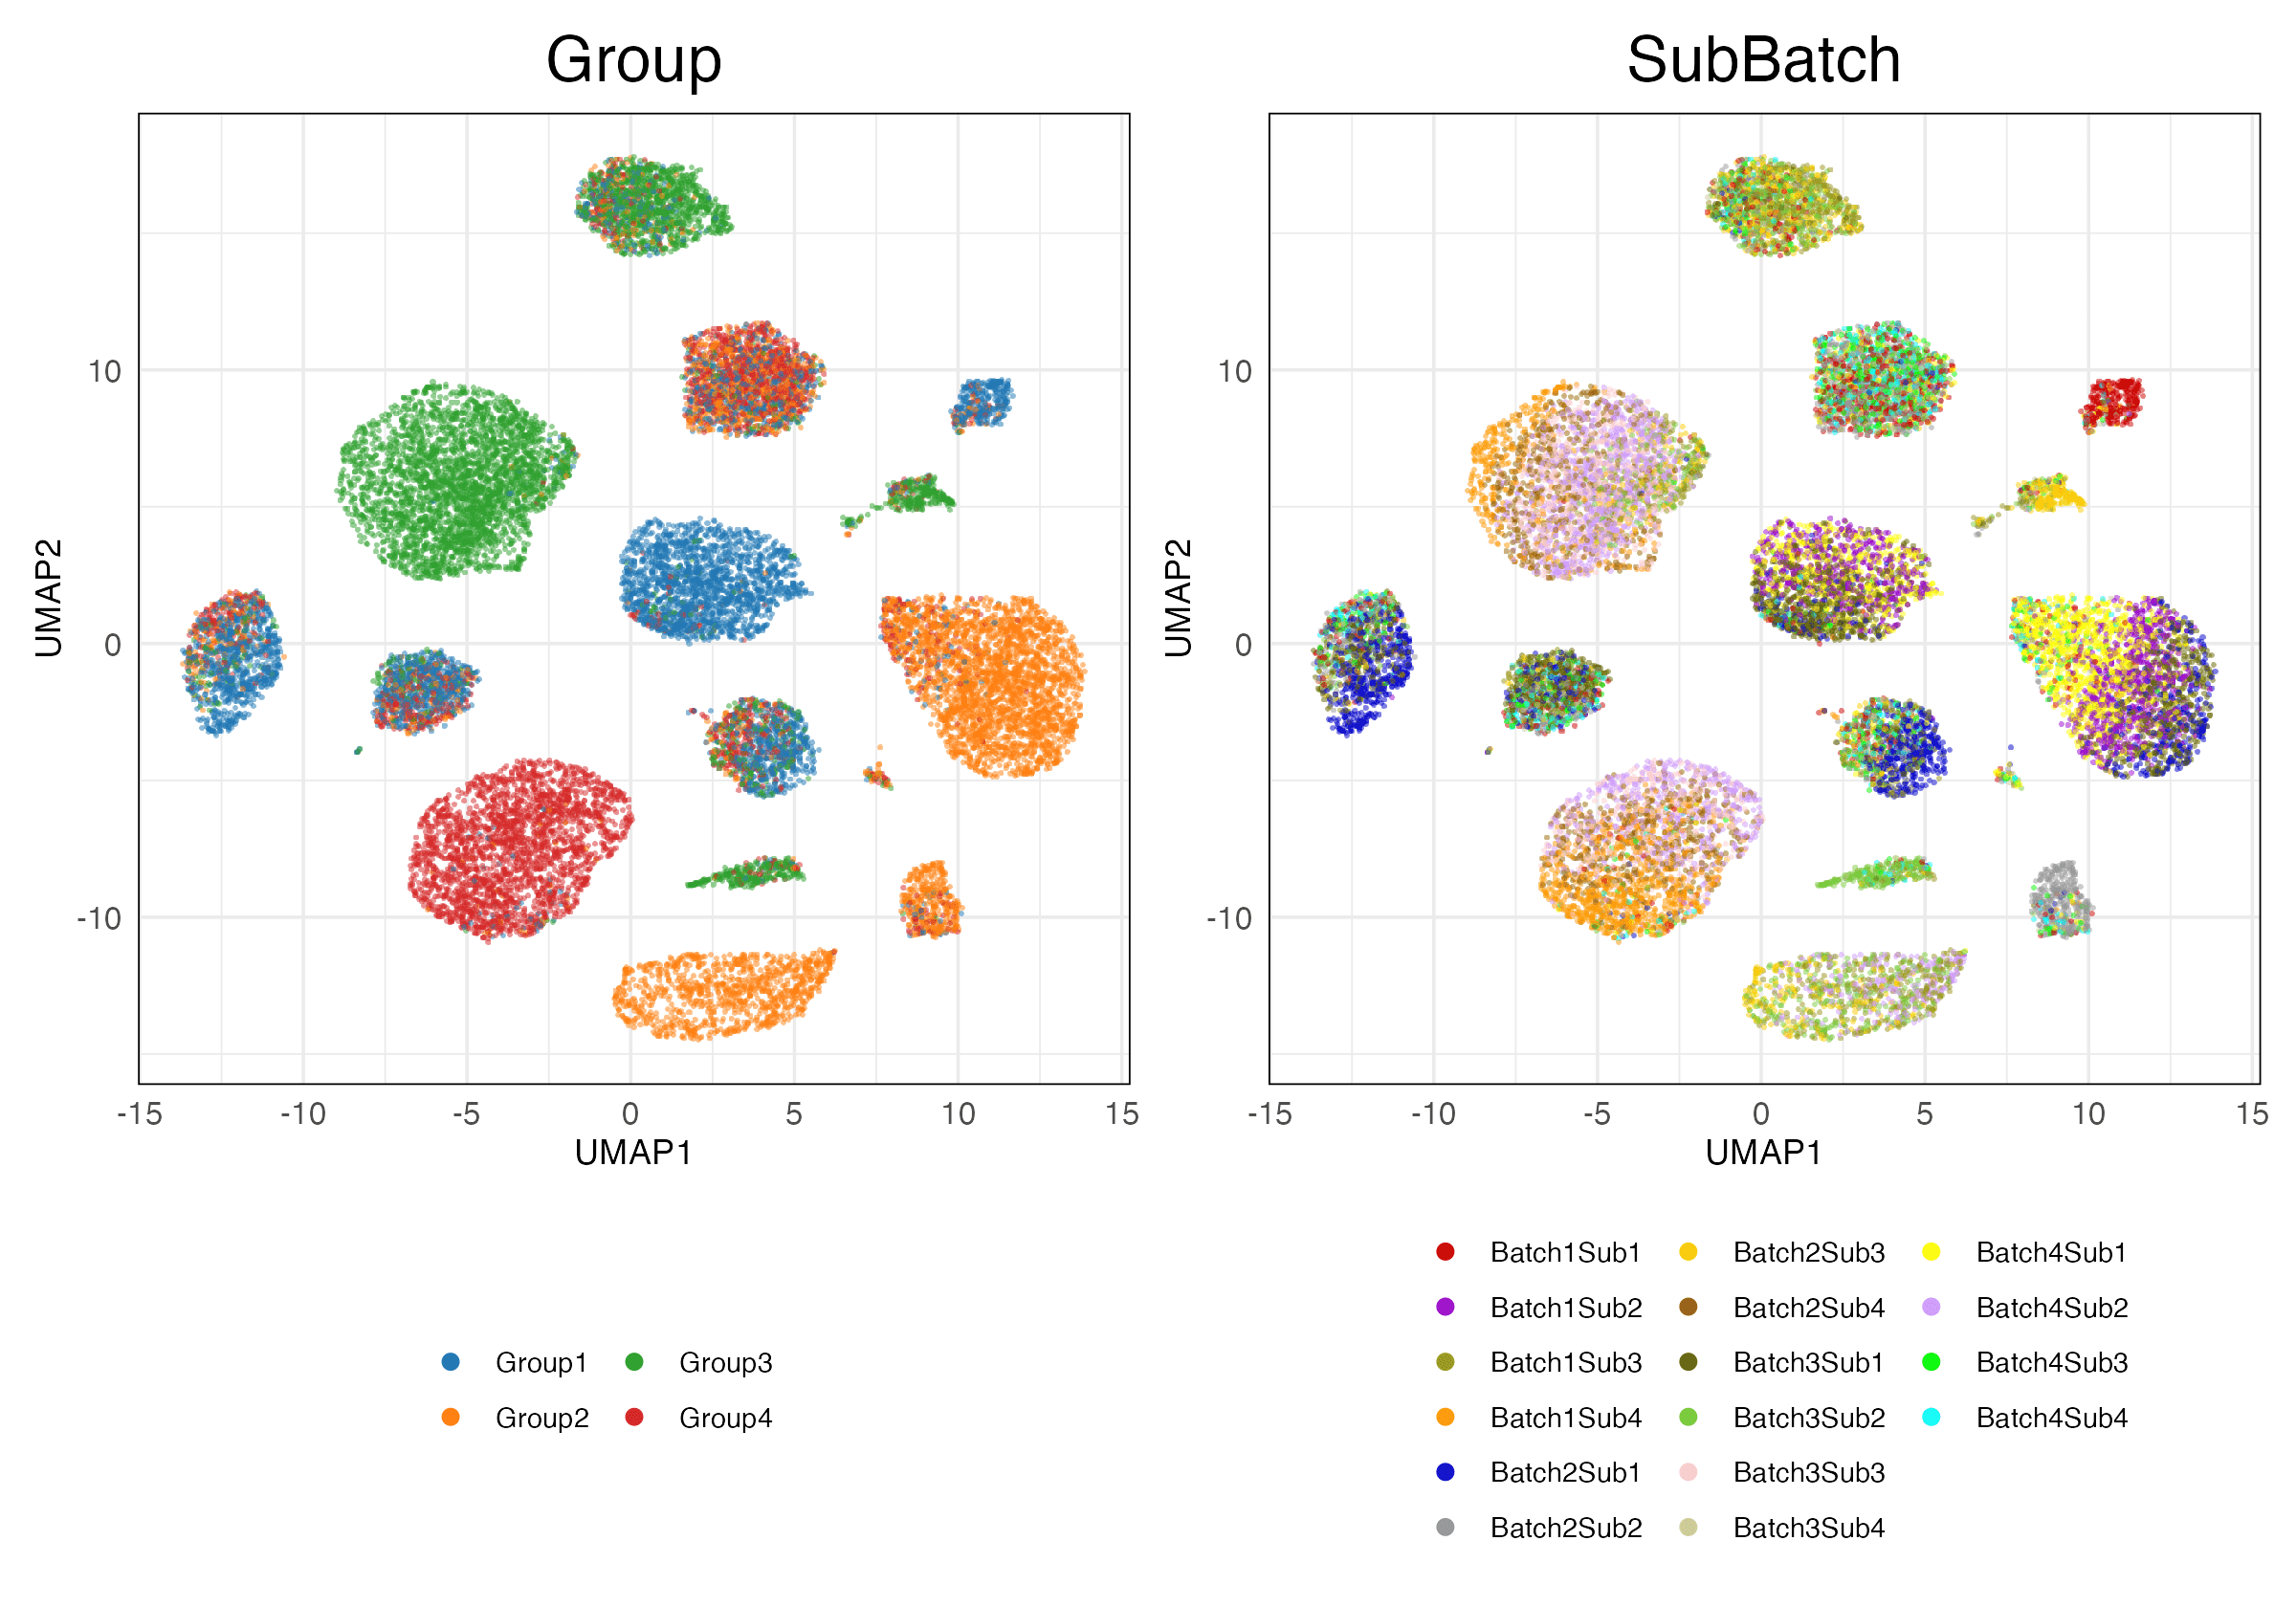 Group
SubBatch
10
0
-10
UMAP2
-15 -10 -5 0 5 10 15
UMAP1
10
0
-10
UMAP2
-15 -10 -5 0 5 10 15
UMAP1
Group1 Group3
Group2 Group4
Batch1Sub1 Batch2Sub3 Batch4Sub1
Batch1Sub2 Batch2Sub4 Batch4Sub2
Batch1Sub3 Batch3Sub1 Batch4Sub3
Batch1Sub4 Batch3Sub2 Batch4Sub4
Batch2Sub1 Batch3Sub3
Batch2Sub2 Batch3Sub4